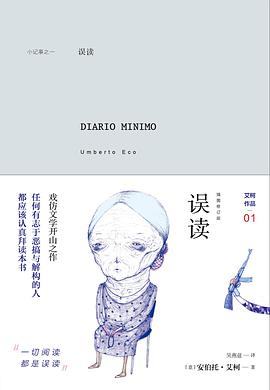 小记事之一 误读
DIARIO MINIMO
Umberto Eco
戏仿文学开山之作
任何有志于恶搞与解构的人
都应该认真拜读本书
“一切阅读
都是误读”
误读
插图修订版
艾柯
作品
01
吴燕莛—译
[意] 安伯托·艾柯—著